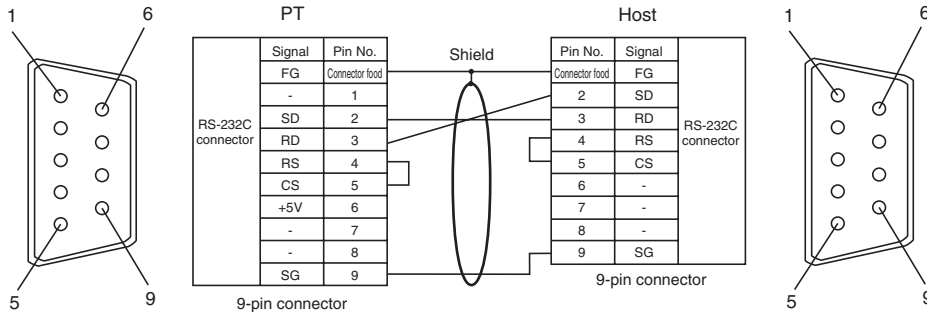 1
6
5
9
PT
Signal Pin No.
FG Connector food
- 1
SD 2
RD 3
RS 4
CS 5
+5V 6
- 7
- 8
SG 9
RS-232C
connector
9-pin connector
Shield
Host
Pin No. Signal
Connector food FG
2 SD
3 RD
4 RS
5 CS
6 -
7 -
8 -
9 SG
RS-232C
connector
9-pin connector
1
6
5
9